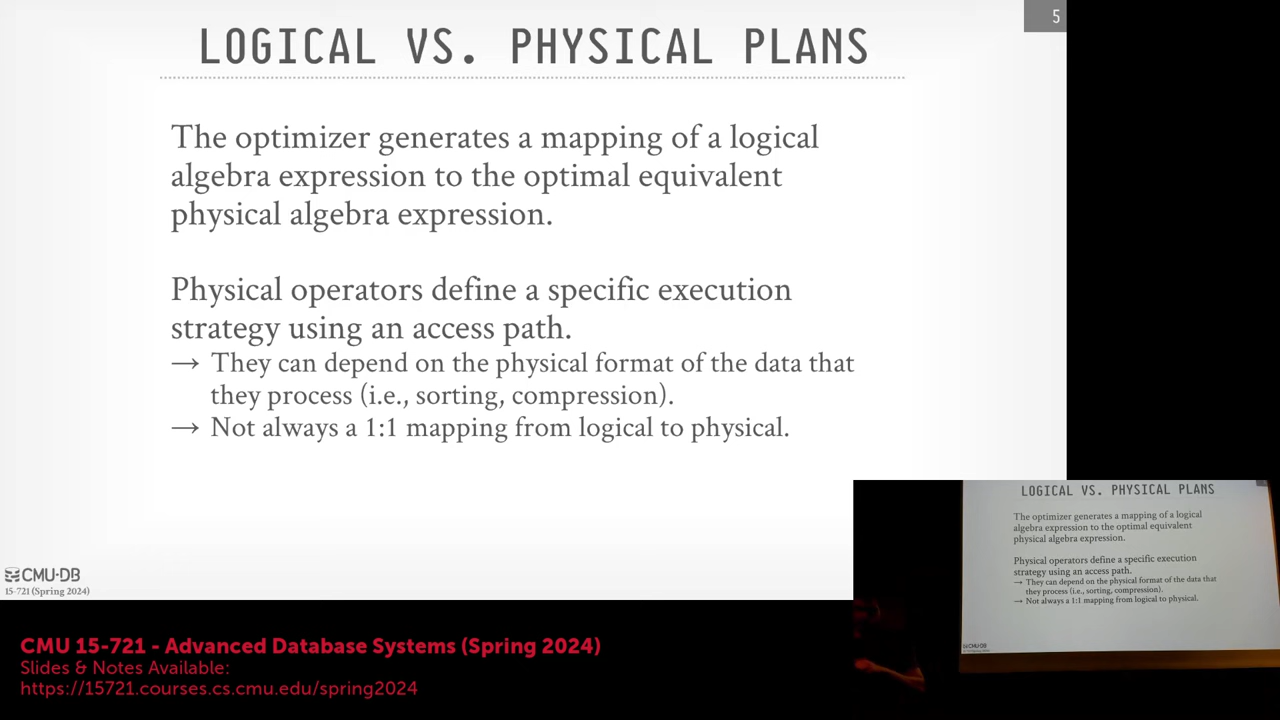 5
LOGICAL VS. PHYSICAL PLANS
The optimizer generates a mapping of a logical
algebra expression to the optimal equivalent
physical algebra expression.
Physical operators define a specific execution
strategy using an access path.
→ They can depend on the physical format of the data that
they process (i.e., sorting, compression).
→ Not always a 1:1 mapping from logical to physical.
CMU·DB
15-721 (Spring 2024)
LOGICAL VS. PHYSICAL PLANS
The optimizer generates a mapping of a logical
algebra expression to the optimal equivalent
physical algebra expression.
Physical operators define a specific execution
strategy using an access path.
→ They can depend on the physical format of the data that
they process (i.e., sorting, compression).
→ Not always a 1:1 mapping from logical to physical.
CMU·DB
CMU 15-721 - Advanced Database Systems (Spring 2024)
Slides & Notes Available:
https://15721.courses.cs.cmu.edu/spring2024